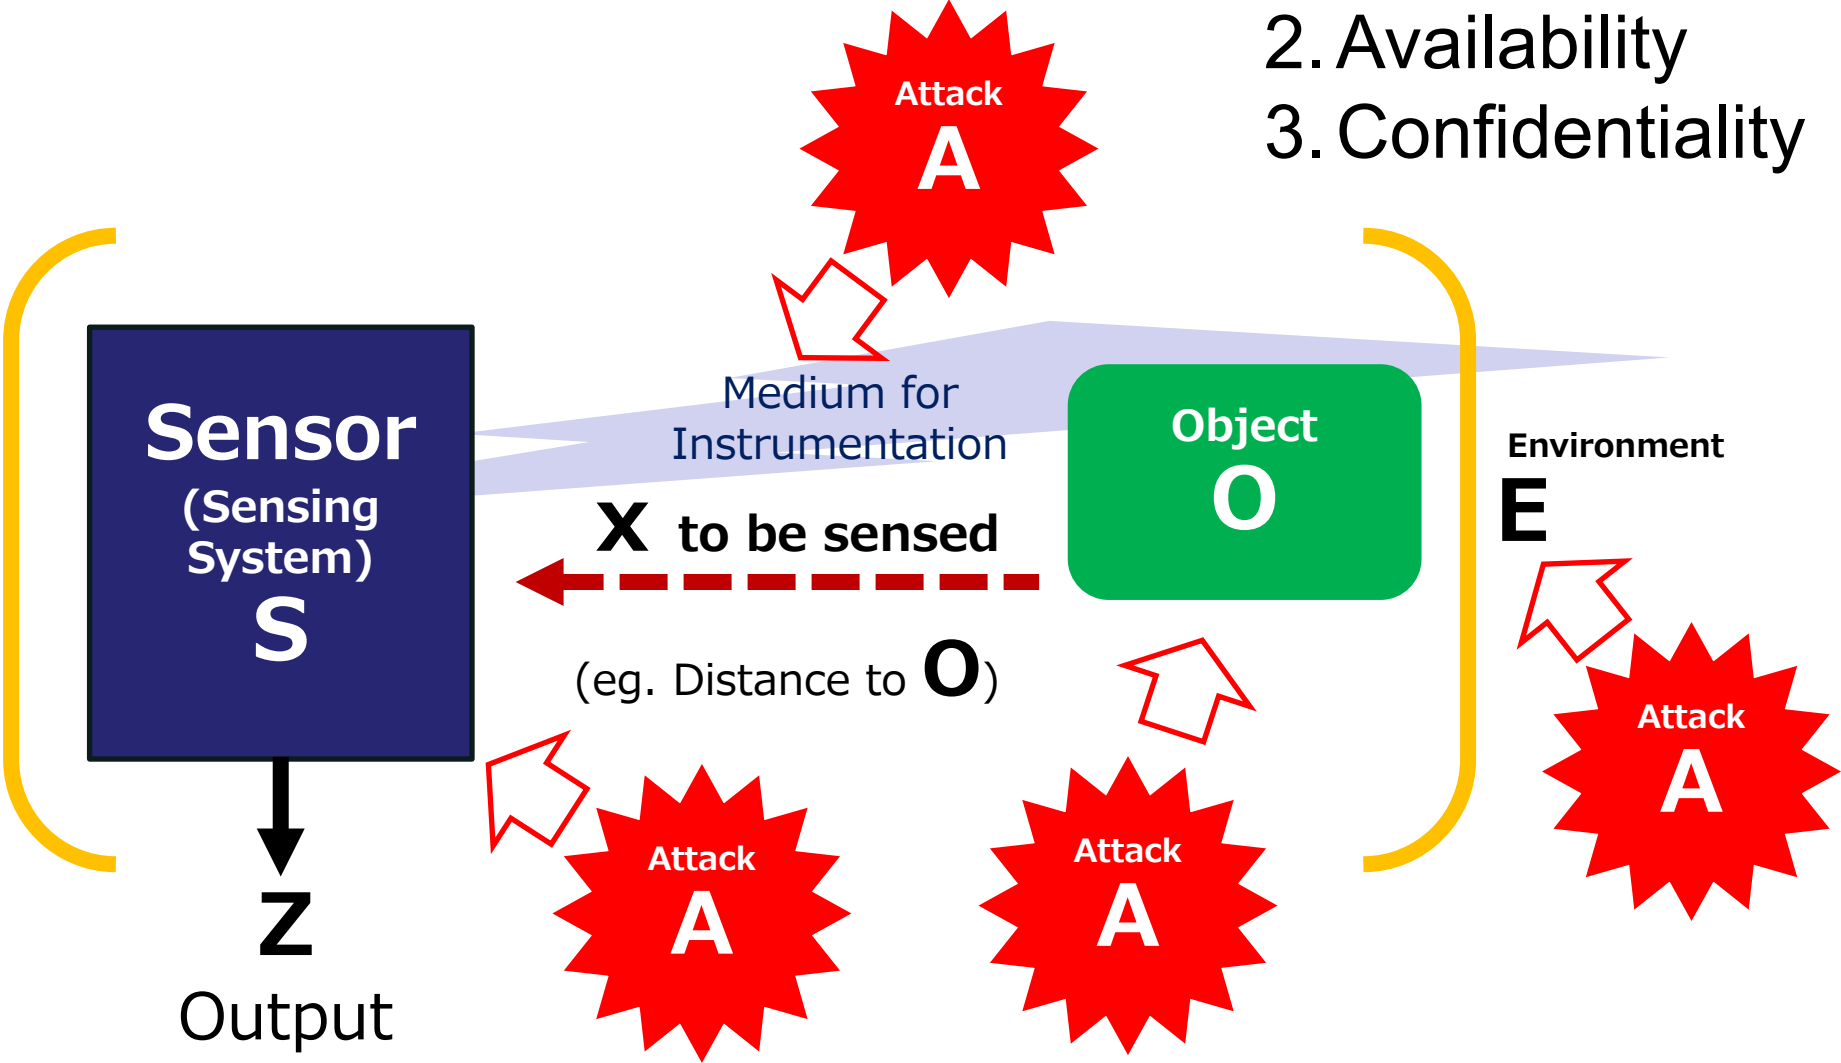 2. Availability
3. Confidentiality
Attack
A
Sensor
(Sensing
System)
S
Medium for
Instrumentation
Object
O
Environment
E
X to be sensed
(eg. Distance to O)
Attack
A
Attack
A
Attack
A
Z
Output